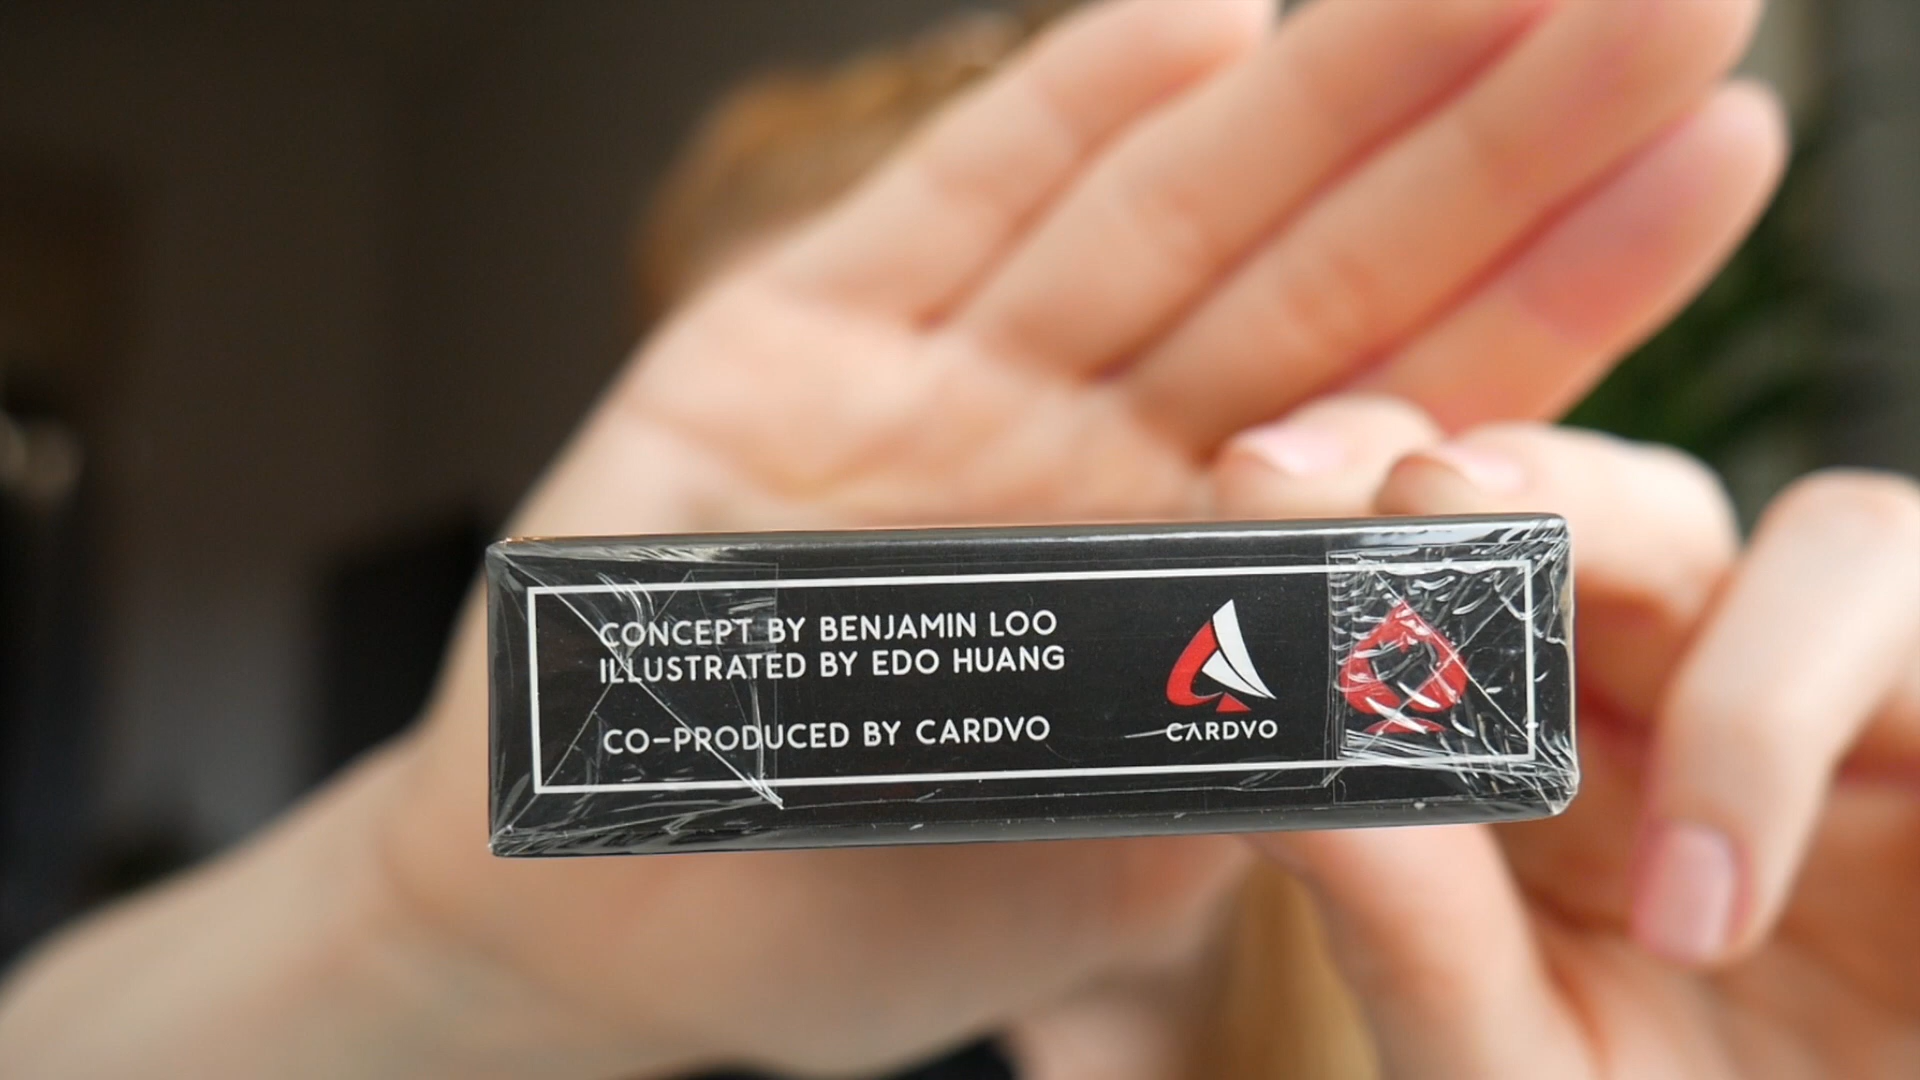 CONCEPT BY BENJAMIN LOO
ILLUSTRATED BY EDO HUANG
CO-PRODUCED BY CARDVO
CARDVO